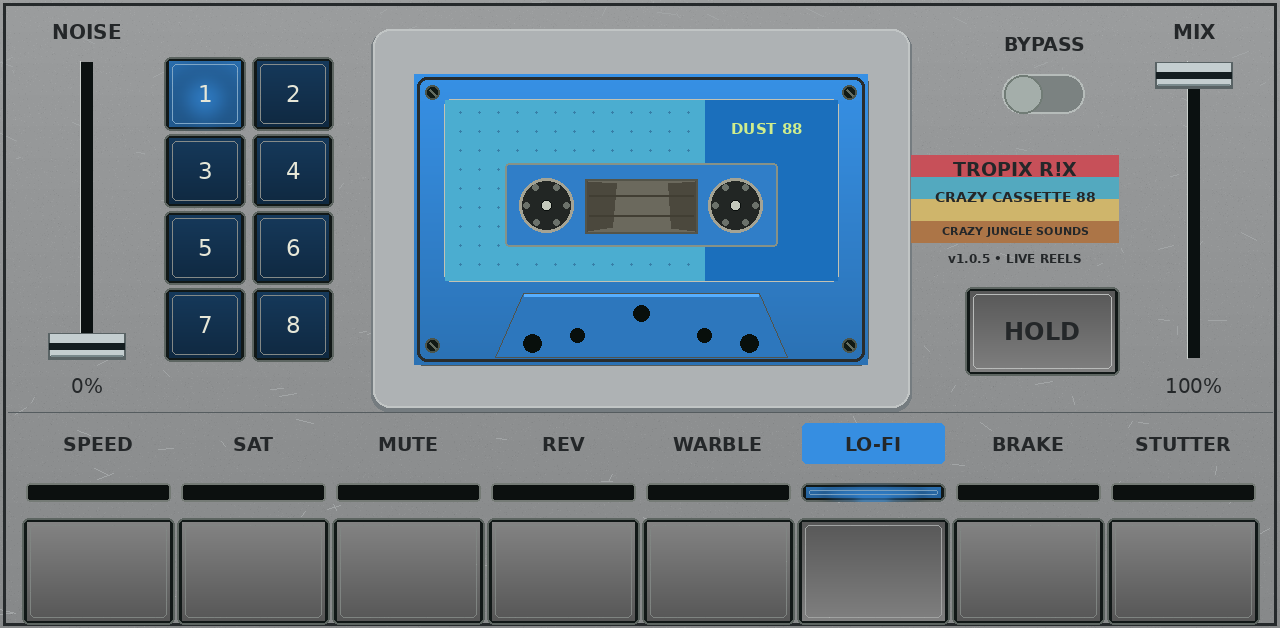 NOISE
BYPASS
MIX
1
2
3
4
5
6
7
8
DUST 88
TROPIX R!X
CRAZY CASSETTE 88
CRAZY JUNGLE SOUNDS
v1.0.5 • LIVE REELS
HOLD
0%
100%
SPEED
SAT
MUTE
REV
WARBLE
LO-FI
BRAKE
STUTTER